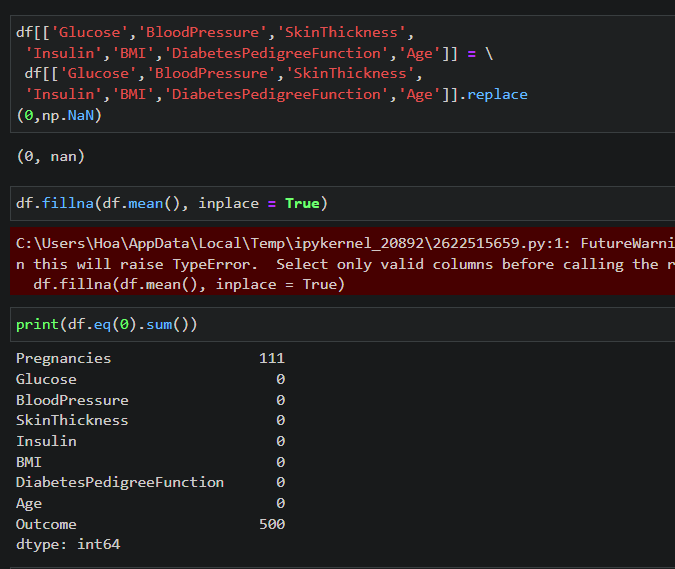 df[['Glucose','BloodPressure','SkinThickness',
'Insulin','BMI','DiabetesPedigreeFunction','Age']] = \
df[['Glucose','BloodPressure','SkinThickness',
'Insulin','BMI','DiabetesPedigreeFunction','Age']].replace
(0,np.NaN)
(0, nan)
df.fillna(df.mean(), inplace = True)
C:\Users\Hoa\AppData\Local\Temp\ipykernel_20892\2622515659.py:1: FutureWarni
n this will raise TypeError.  Select only valid columns before calling the r
df.fillna(df.mean(), inplace = True)
print(df.eq(0).sum())
Pregnancies 111
Glucose 0
BloodPressure 0
SkinThickness 0
Insulin 0
BMI 0
DiabetesPedigreeFunction 0
Age 0
Outcome 500
dtype: int64